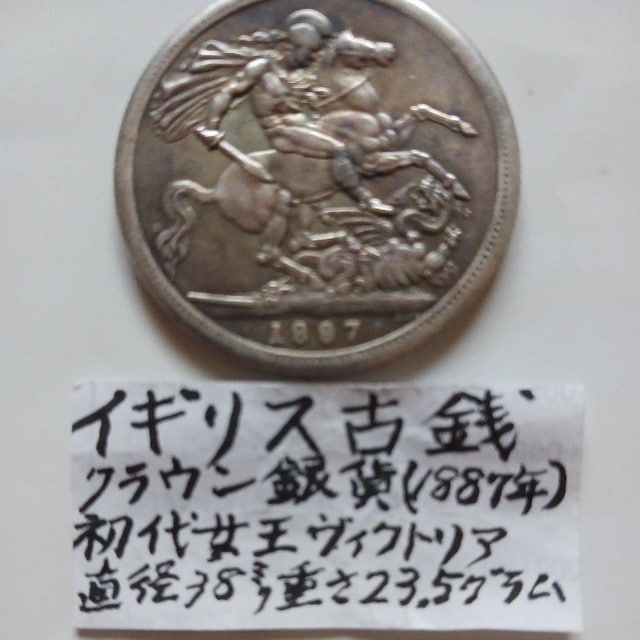 1887
イギリス古銭
クラウン銀貨(1887年)
初代女王ヴィクトリア
直径38㍉重さ23.5グラム